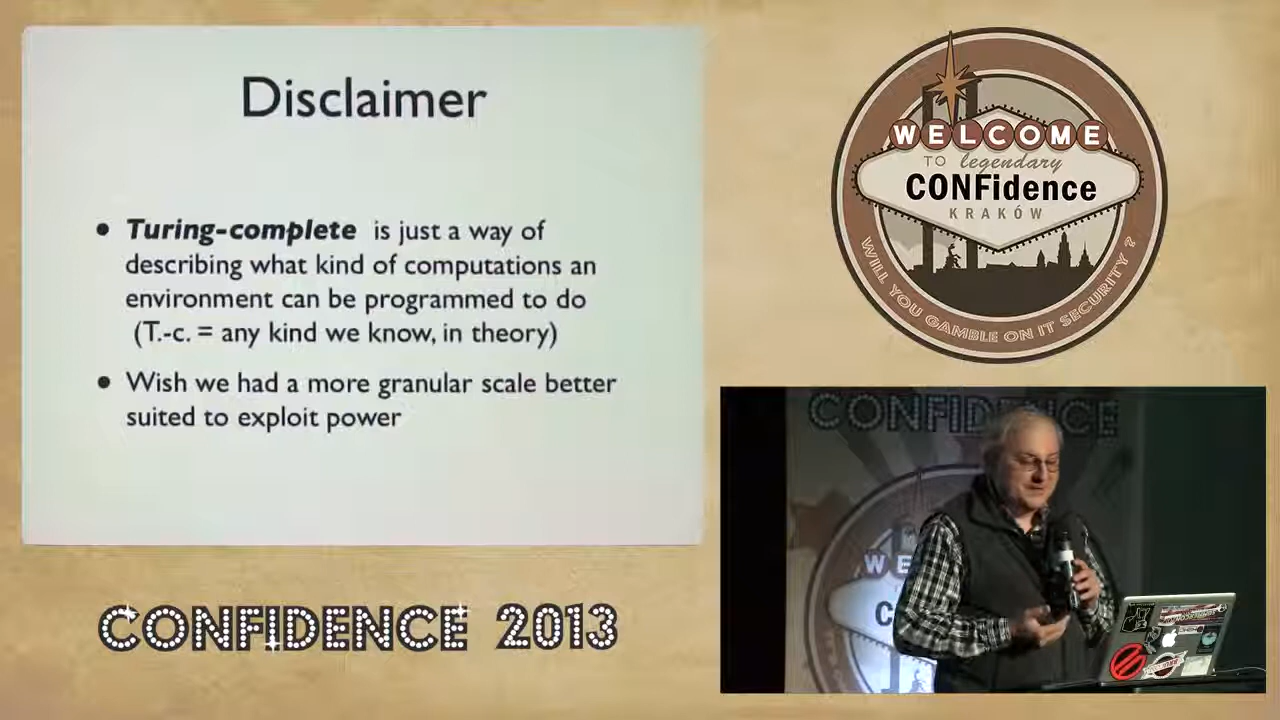 Disclaimer
• Turing-complete is just a way of
describing what kind of computations an
environment can be programmed to do
(T.-c. = any kind we know, in theory)
• Wish we had a more granular scale better
suited to exploit power
WELCOME
TO legendary
CONFidence
KRAKÓW
WILL YOU GAMBLE ON IT SECURITY ?
CONFIDENCE
WE
C
CONFIDENCE 2013